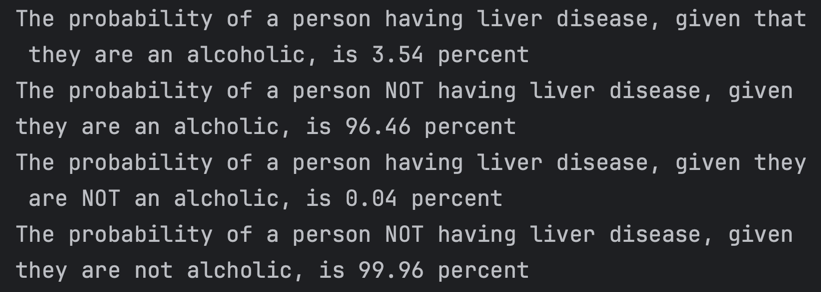 The probability of a person having liver disease, given that
they are an alcoholic, is 3.54 percent
The probability of a person NOT having liver disease, given
they are an alcholic, is 96.46 percent
The probability of a person having liver disease, given they
are NOT an alcholic, is 0.04 percent
The probability of a person NOT having liver disease, given
they are not alcholic, is 99.96 percent